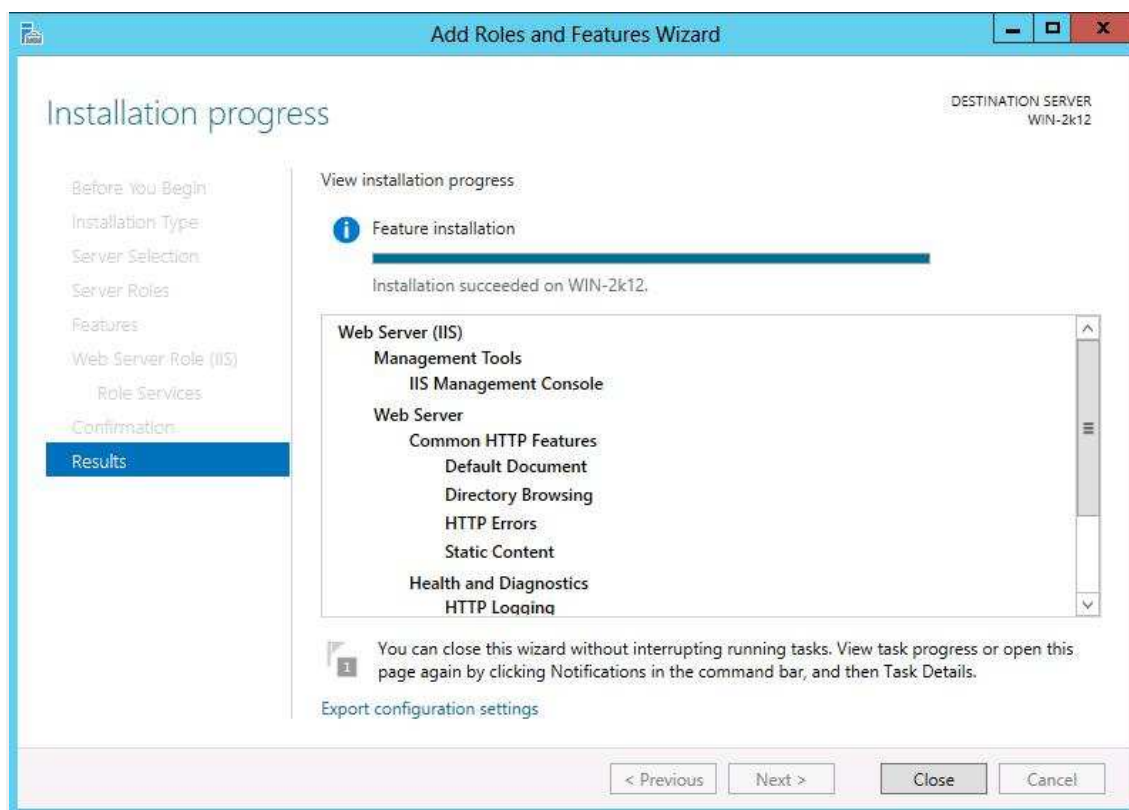 Add Roles and Features Wizard
Installation progress
DESTINATION SERVER
WIN-2k12
Before You Begin
Installation Type
Server Selection
Server Roles
Features
Web Server Role (IIS)
Role Services
Confirmation
Results
View installation progress
Feature installation
Installation succeeded on WIN-2k12.
Web Server (IIS)
Management Tools
IIS Management Console
Web Server
Common HTTP Features
Default Document
Directory Browsing
HTTP Errors
Static Content
Health and Diagnostics
HTTP Logging
1
You can close this wizard without interrupting running tasks. View task progress or open this
page again by clicking Notifications in the command bar, and then Task Details.
Export configuration settings
< Previous
Next >
Close
Cancel